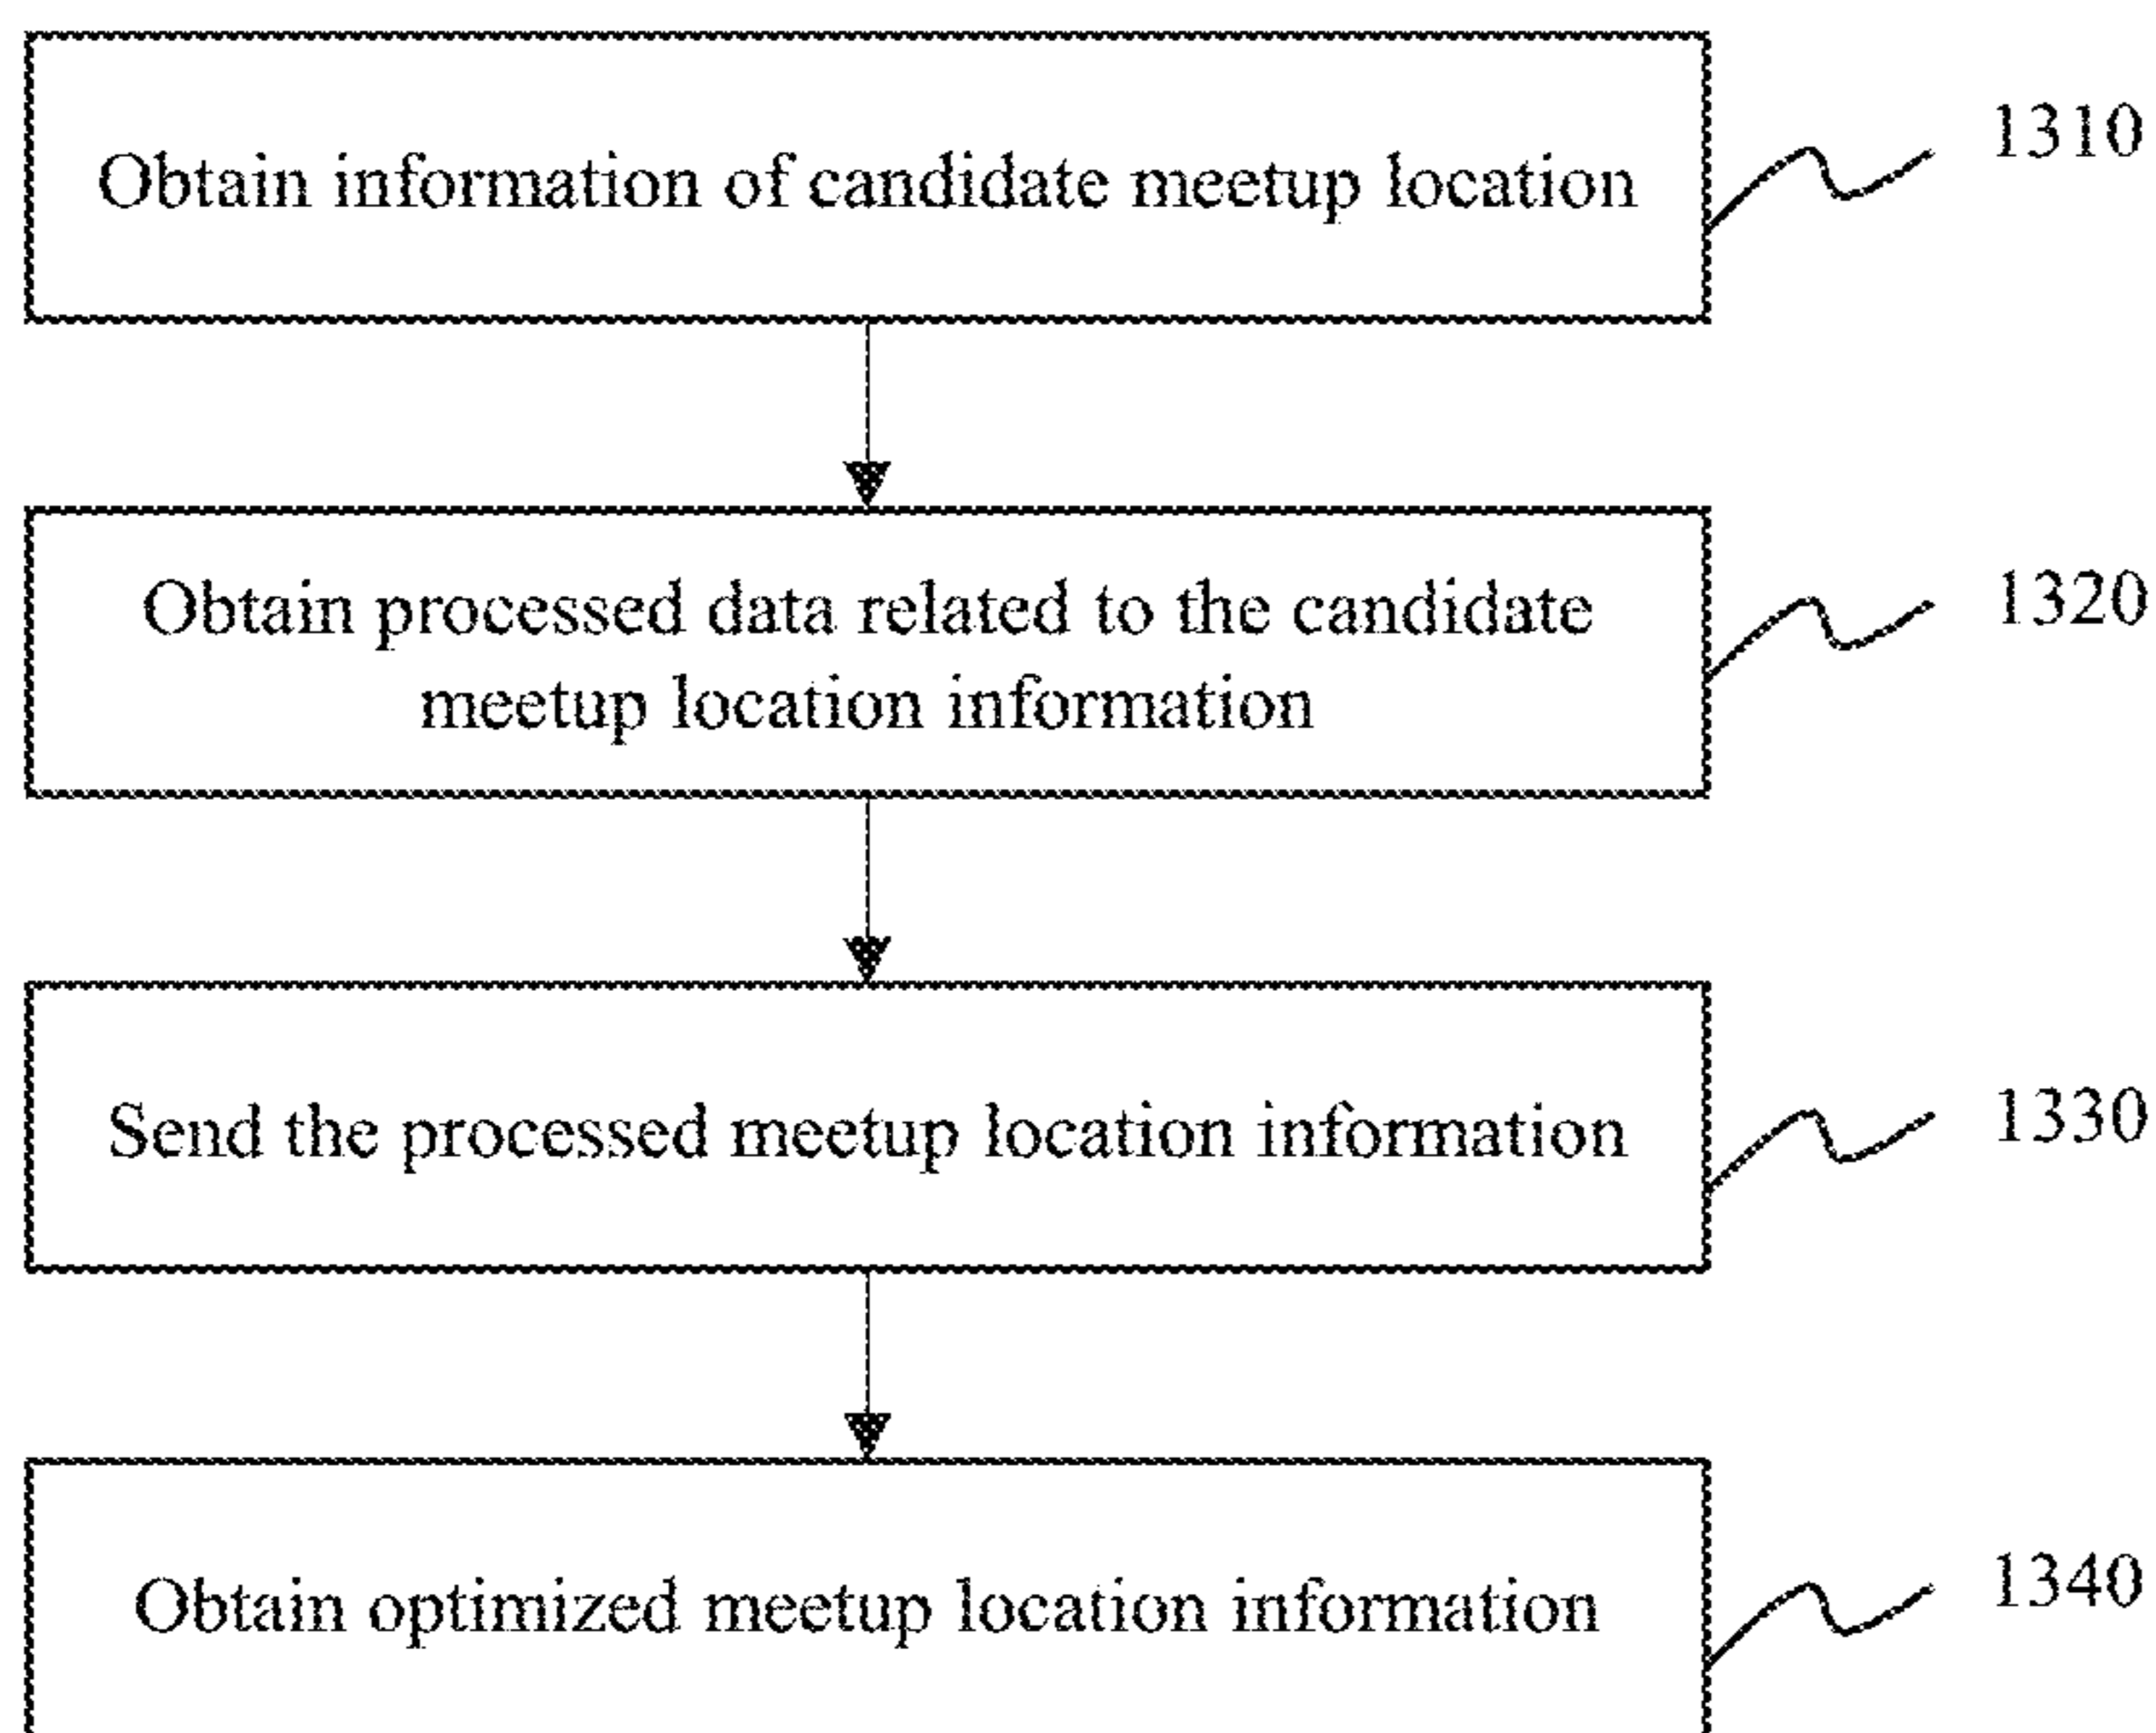 Obtain information of candidate meetup location
1310
Obtain processed data related to the candidate
meetup location information
1320
Send the processed meetup location information
1330
Obtain optimized meetup location information
1340